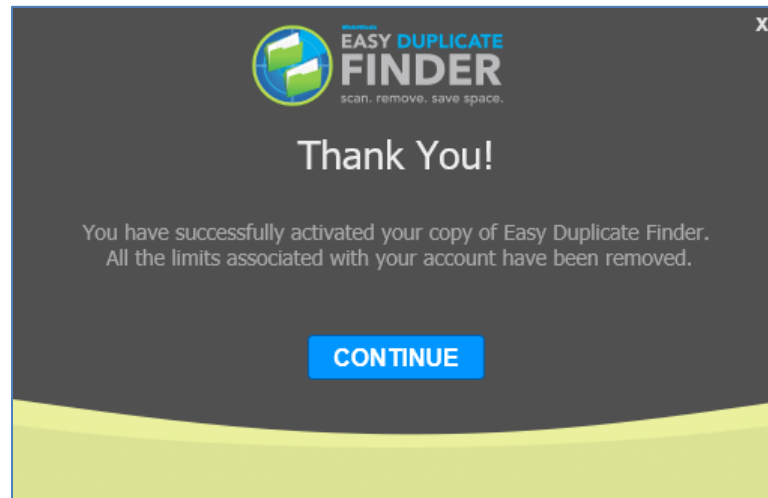 X
EASY DUPLICATE
FINDER
scan. remove. save space.
Thank You!
You have successfully activated your copy of Easy Duplicate Finder.
All the limits associated with your account have been removed.
CONTINUE